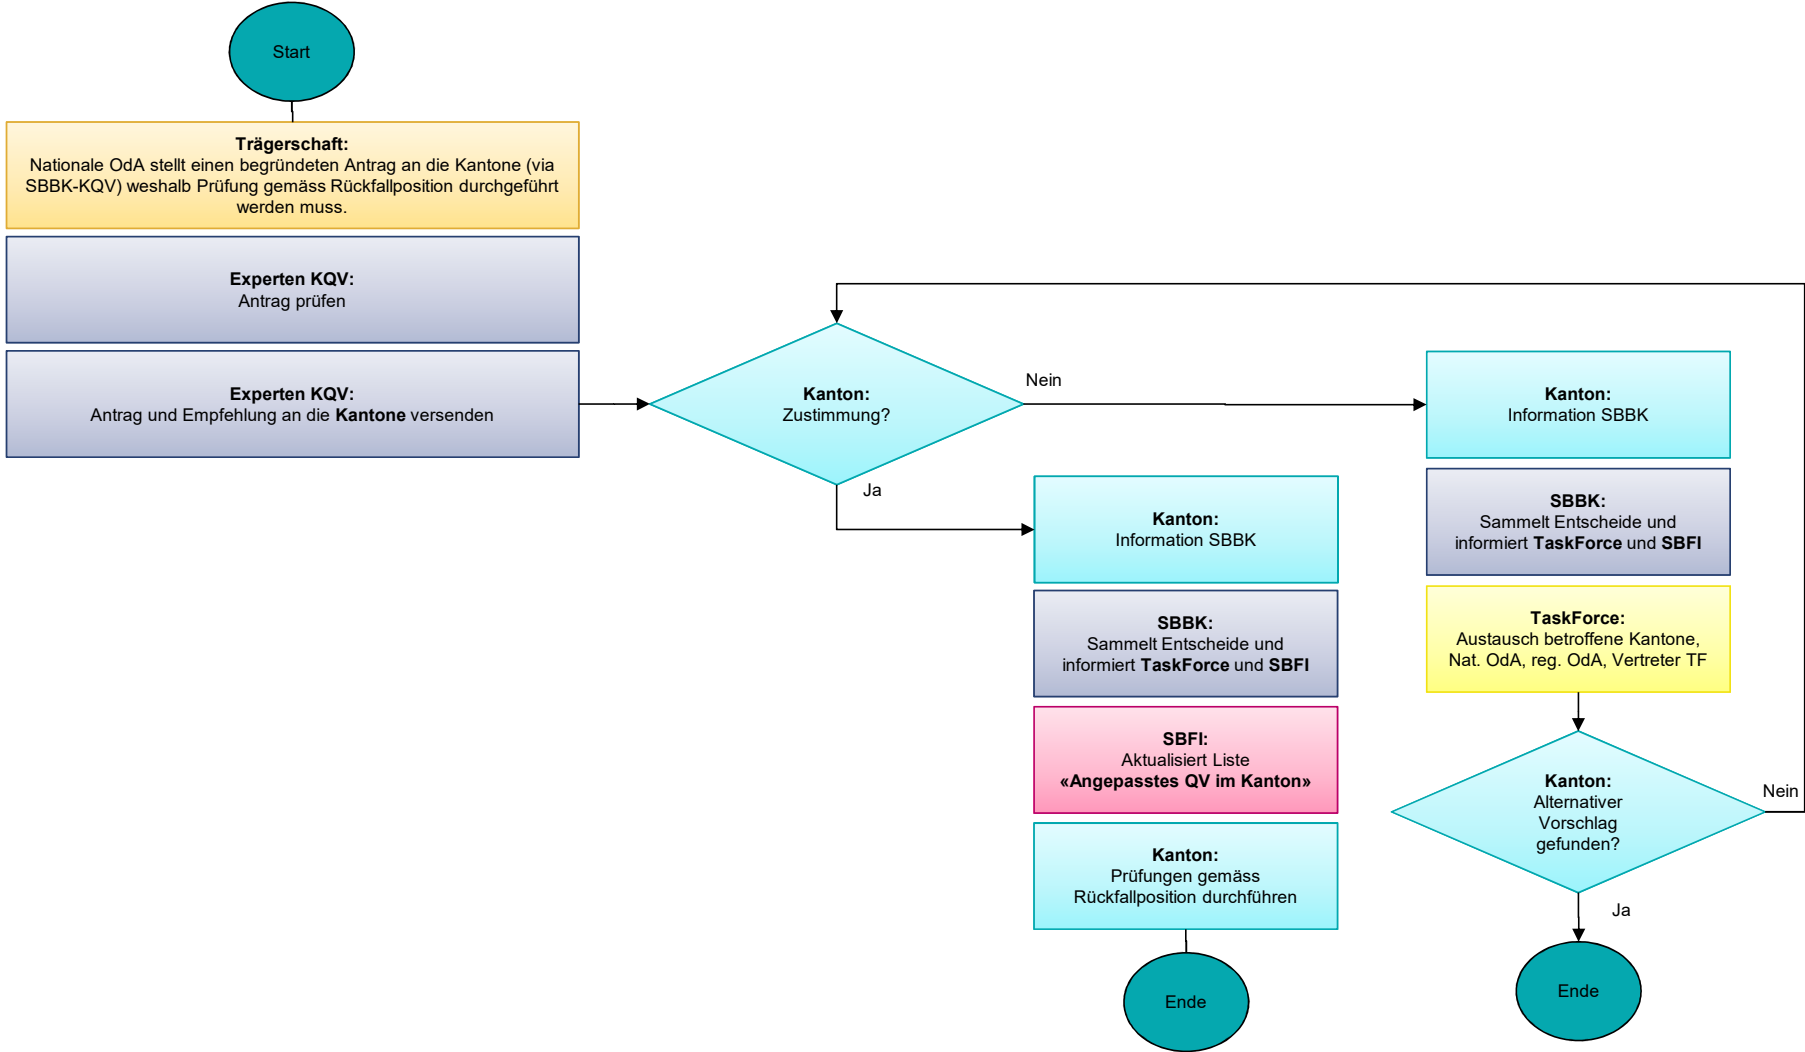 Start
Trägerschaft:
Nationale OdA stellt einen begründeten Antrag an die Kantone (via
SBBK-KQV) weshalb Prüfung gemäss Rückfallposition durchgeführt
werden muss.
Experten KQV:
Antrag prüfen
Experten KQV:
Antrag und Empfehlung an die Kantone versenden
Kanton:
Zustimmung?
Nein
Ja
Kanton:
Information SBBK
SBBK:
Sammelt Entscheide und
informiert TaskForce und SBFI
SBFI:
Aktualisiert Liste
«Angepasstes QV im Kanton»
Kanton:
Prüfungen gemäss
Rückfallposition durchführen
Ende
Kanton:
Information SBBK
SBBK:
Sammelt Entscheide und
informiert TaskForce und SBFI
TaskForce:
Austausch betroffene Kantone,
Nat. OdA, reg. OdA, Vertreter TF
Kanton:
Alternativer
Vorschlag
gefunden?
Nein
Ja
Ende